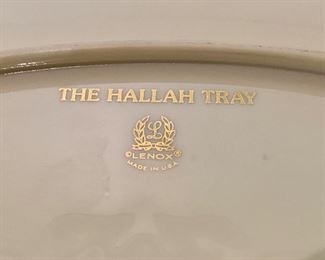 THE HALLAH TRAY
L
©LENOX®
MADE IN U.S.A.